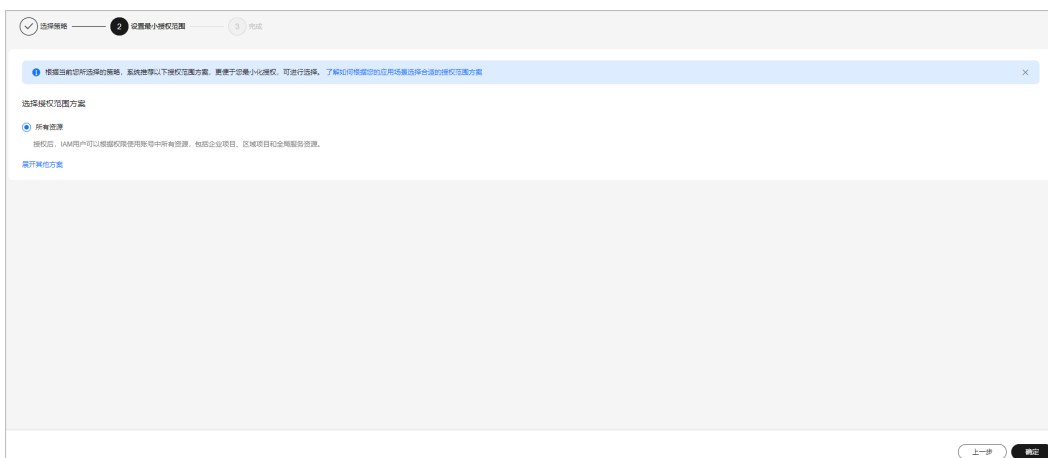 选择策略 2 设置最小授权范围 3 完成
根据当前您所选择的策略，系统推荐以下授权范围方案，更便于您最小化授权，可进行选择。 了解如何根据您的应用场景选择合适的授权范围方案
选择授权范围方案
所有资源
授权后，IAM用户可以根据权限使用账号中所有资源，包括企业项目、区域项目和全局服务资源。
展开其他方案
上一步 确定